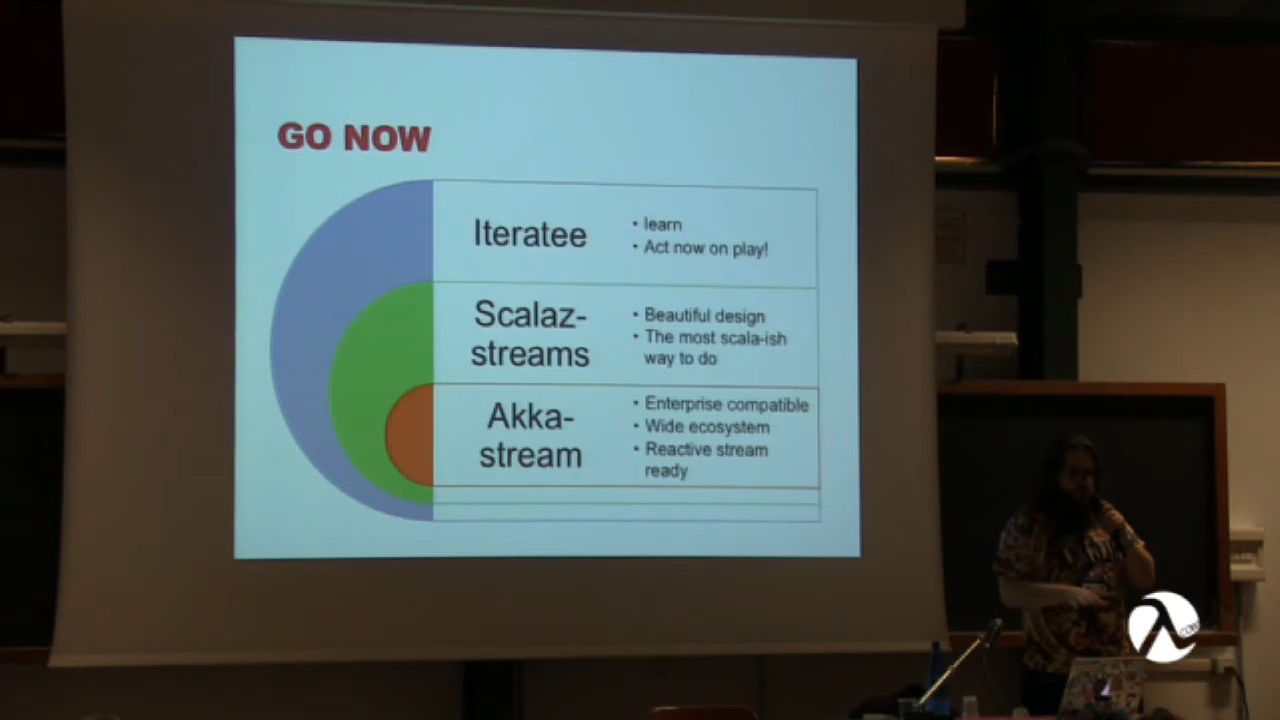 GO NOW
Iteratee
• learn
• Act now on play!
Scalaz-
streams
• Beautiful design
• The most scala-ish
way to do
Akka-
stream
• Enterprise compatible
• Wide ecosystem
• Reactive stream
ready